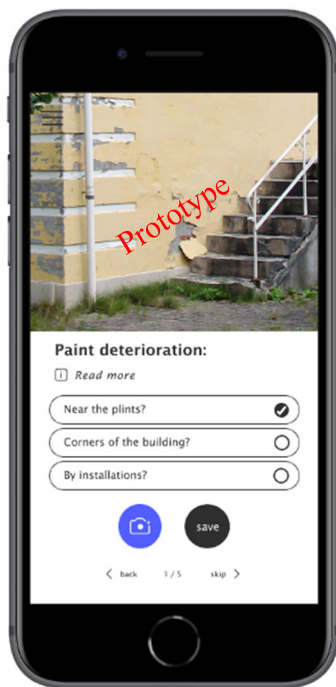 Prototype
Paint deterioration:
i Read more
Near the plints?
Corners of the building?
By installations?
save
< back 1 / 5 skip >